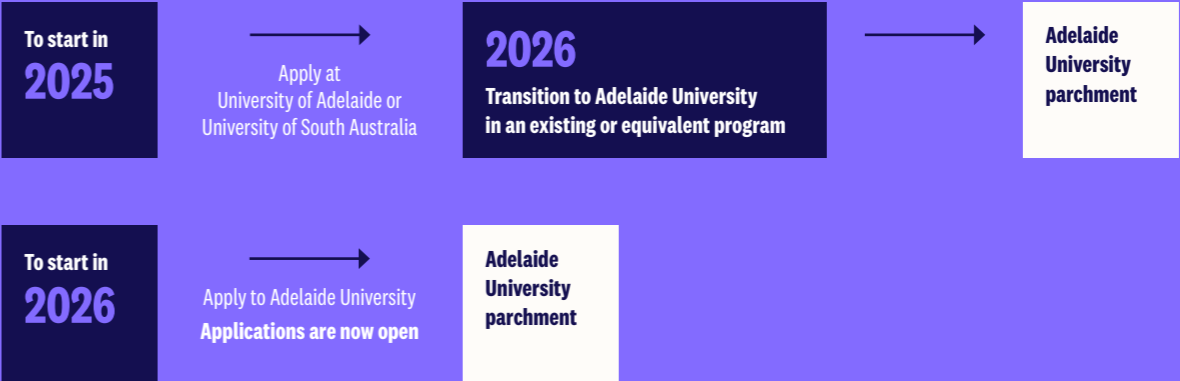 To start in
2025
Apply at
University of Adelaide or
University of South Australia
2026
Transition to Adelaide University
in an existing or equivalent program
Adelaide
University
parchment
To start in
2026
Apply to Adelaide University
Applications are now open
Adelaide
University
parchment